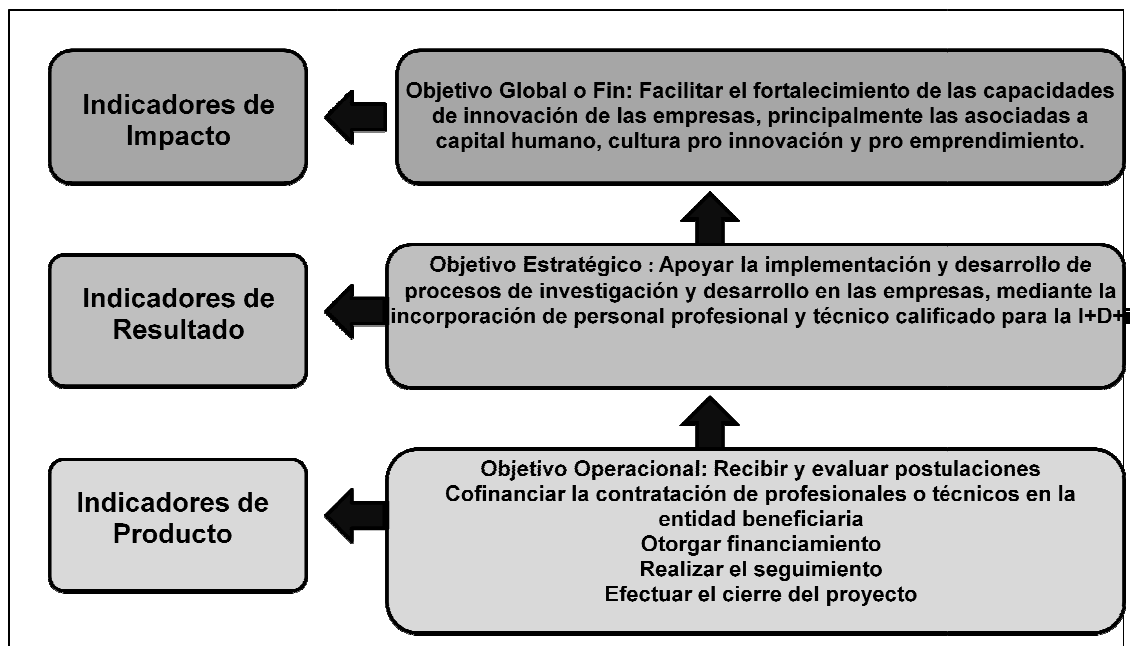 Indicadores de
Impacto
Objetivo Global o Fin: Facilitar el fortalecimiento de las capacidades
de innovación de las empresas, principalmente las asociadas a
capital humano, cultura pro innovación y pro emprendimiento.
Indicadores de
Resultado
Objetivo Estratégico : Apoyar la implementación y desarrollo de
procesos de investigación y desarrollo en las empresas, mediante la
incorporación de personal profesional y técnico calificado para la I+D+i
Indicadores de
Producto
Objetivo Operacional: Recibir y evaluar postulaciones
Cofinanciar la contratación de profesionales o técnicos en la
entidad beneficiaria
Otorgar financiamiento
Realizar el seguimiento
Efectuar el cierre del proyecto